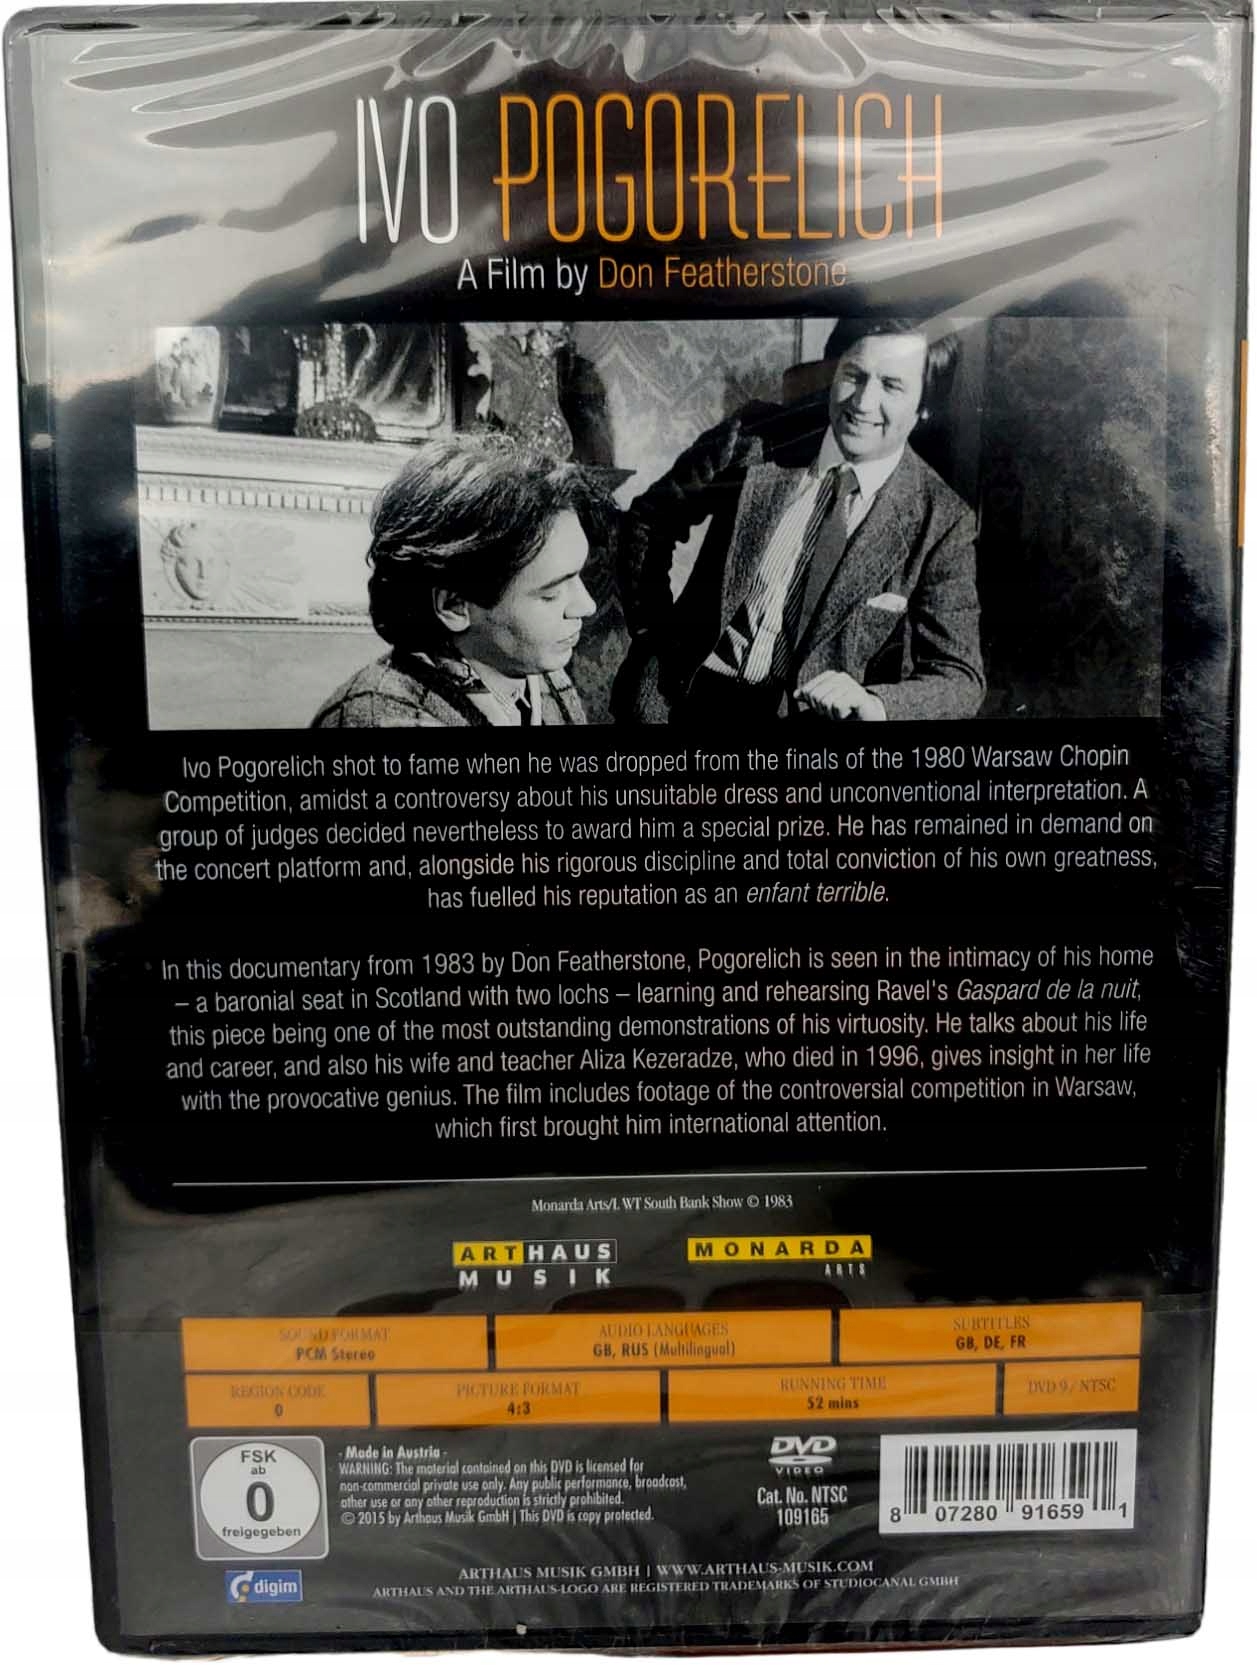 IVO POGORELICH
A Film by Don Featherstone
Ivo Pogorelich shot to fame when he was dropped from the finals of the 1980 Warsaw Chopin
Competition, amidst a controversy about his unsuitable dress and unconventional interpretation. A
group of judges decided nevertheless to award him a special prize. He has remained in demand on
the concert platform and, alongside his rigorous discipline and total conviction of his own greatness,
has fuelled his reputation as an enfant terrible.
In this documentary from 1983 by Don Featherstone, Pogorelich is seen in the intimacy of his home
– a baronial seat in Scotland with two lochs – learning and rehearsing Ravel's Gaspard de la nuit,
this piece being one of the most outstanding demonstrations of his virtuosity. He talks about his life
and career, and also his wife and teacher Aliza Kezeradze, who died in 1996, gives insight in her life
with the provocative genius. The film includes footage of the controversial competition in Warsaw,
which first brought him international attention.
Monarda Arts/LWT South Bank Show © 1983
ARTHAUS
MUSIK
MONARDA
ARTS
SOUND FORMAT
PCM Stereo
AUDIO LANGUAGES
GB, RUS (Multilingual)
SUBTITLES
GB, DE, FR
REGION CODE
0
PICTURE FORMAT
4:3
RUNNING TIME
52 mins
DVD 9 / NTSC
FSK
ab
0
freigegeben
digim
- Made in Austria -
WARNING: The material contained on this DVD is licensed for
non-commercial private use only. Any public performance, broadcast,
other use or any other reproduction is strictly prohibited.
© 2015 by Arthaus Musik GmbH | This DVD is copy protected.
DVD
VIDEO
Cat. No. NTSC
109165
8 07280 91659 1
ARTHAUS MUSIK GMBH | WWW.ARTHAUS-MUSIK.COM
ARTHAUS AND THE ARTHAUS-LOGO ARE REGISTERED TRADEMARKS OF STUDIOCANAL GMBH